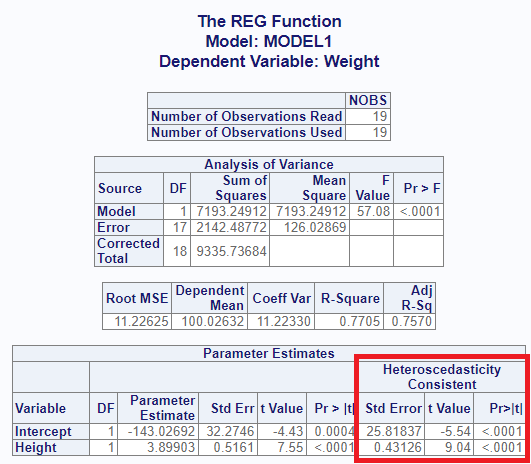 The REG Function
Model: MODEL1
Dependent Variable: Weight
NOBS
Number of Observations Read 19
Number of Observations Used 19
Analysis of Variance
Source DF Sum of Squares Mean Square F Value Pr > F
Model 1 7193.24912 7193.24912 57.08 <.0001
Error 17 2142.48772 126.02869
Corrected Total 18 9335.73684
Root MSE Dependent Mean Coeff Var R-Square Adj R-Sq
11.22625 100.02632 11.22330 0.7705 0.7570
Parameter Estimates
Heteroscedasticity Consistent
Variable DF Parameter Estimate Std Err t Value Pr > |t| Std Error t Value Pr>|t|
Intercept 1 -143.02692 32.2746 -4.43 0.0004 25.81837 -5.54 <.0001
Height 1 3.89903 0.5161 7.55 <.0001 0.43126 9.04 <.0001